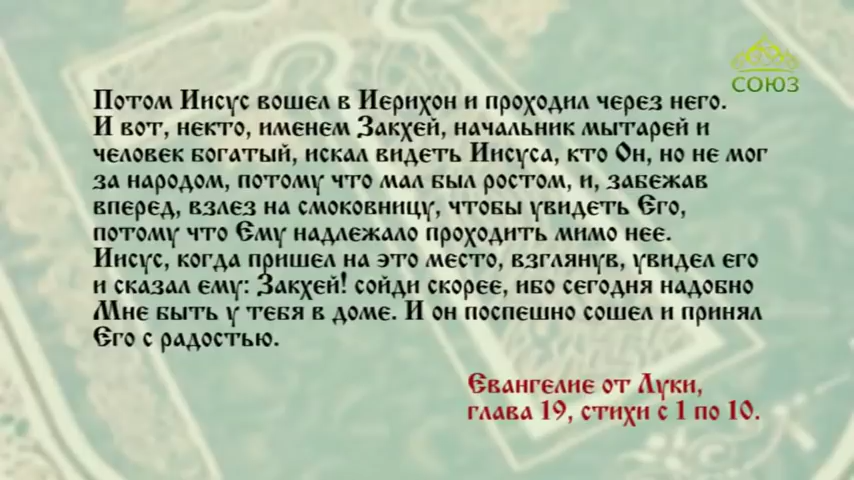 СОЮЗ
Потом Иисус вошел в Иерихон и проходил через него.
И вот, некто, именем Закхей, начальник мытарей и
человек богатый, искал видеть Иисуса, кто Он, но не мог
за народом, потому что мал был ростом, и, забежав
вперед, взлез на смоковницу, чтобы увидеть Его,
потому что Ему надлежало проходить мимо нее.
Иисус, когда пришел на это место, взглянув, увидел его
и сказал ему: Закхей! сойди скорее, ибо сегодня надобно
Мне быть у тебя в доме. И он поспешно сошел и принял
Его с радостью.
Евангелие от Луки,
глава 19, стихи с 1 по 10.